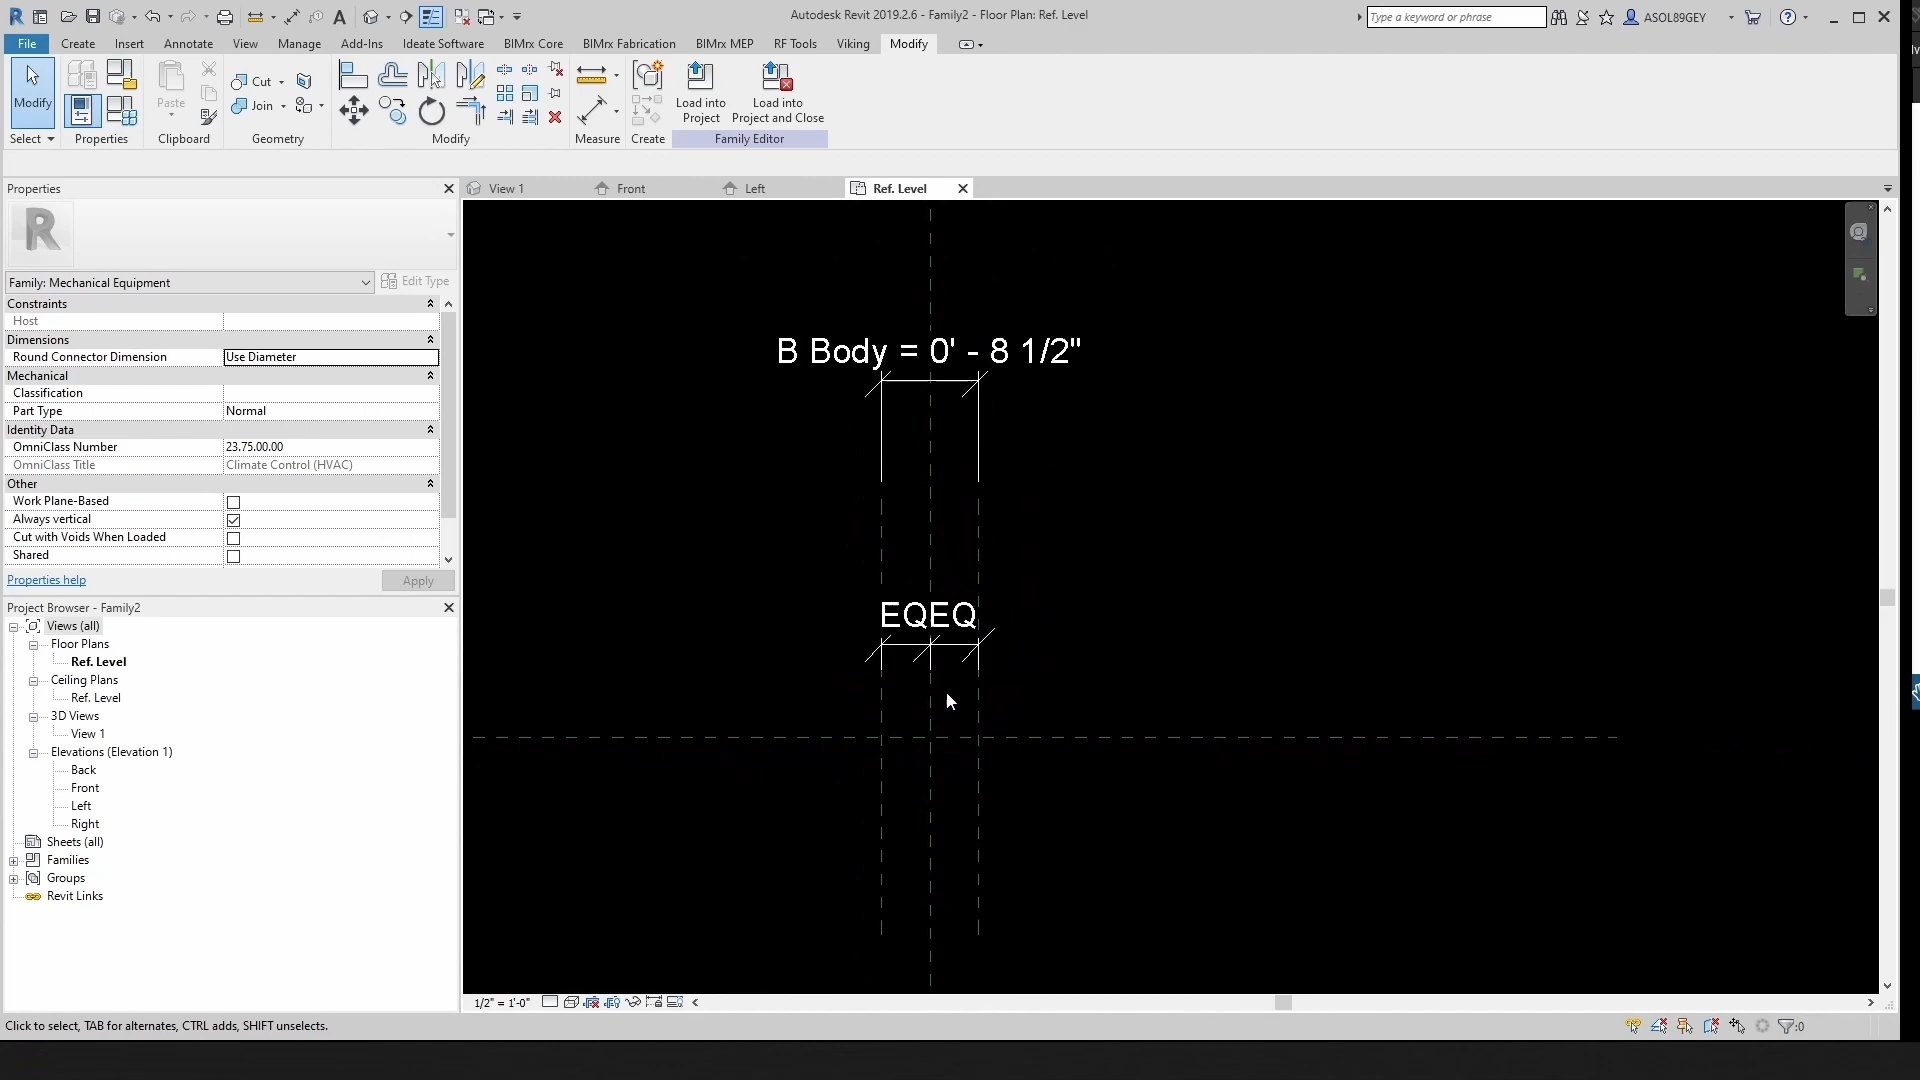 Autodesk Revit 2019.2.6 - Family2 - Floor Plan: Ref. Level
Type a keyword or phrase
ASOL89GEY
File Create Insert Annotate View Manage Add-Ins Ideate Software BIMrx Core BIMrx Fabrication BIMrx MEP RF Tools Viking Modify
Modify
Paste
Cut
Join
Load into Project
Load into Project and Close
Select Properties Clipboard Geometry Modify Measure Create Family Editor
Properties
View 1 Front Left Ref. Level
R
Family: Mechanical Equipment
Edit Type
Constraints
Host
Dimensions
Round Connector Dimension Use Diameter
Mechanical
Classification
Part Type Normal
Identity Data
OmniClass Number 23.75.00.00
OmniClass Title Climate Control (HVAC)
Other
Work Plane-Based
Always vertical
Cut with Voids When Loaded
Shared
Properties help
Apply
Project Browser - Family2
Views (all)
Floor Plans
Ref. Level
Ceiling Plans
Ref. Level
3D Views
View 1
Elevations (Elevation 1)
Back
Front
Left
Right
Sheets (all)
Families
Groups
Revit Links
B Body = 0' - 8 1/2"
EQEQ
1/2" = 1'-0"
Click to select, TAB for alternates, CTRL adds, SHIFT unselects.
:0